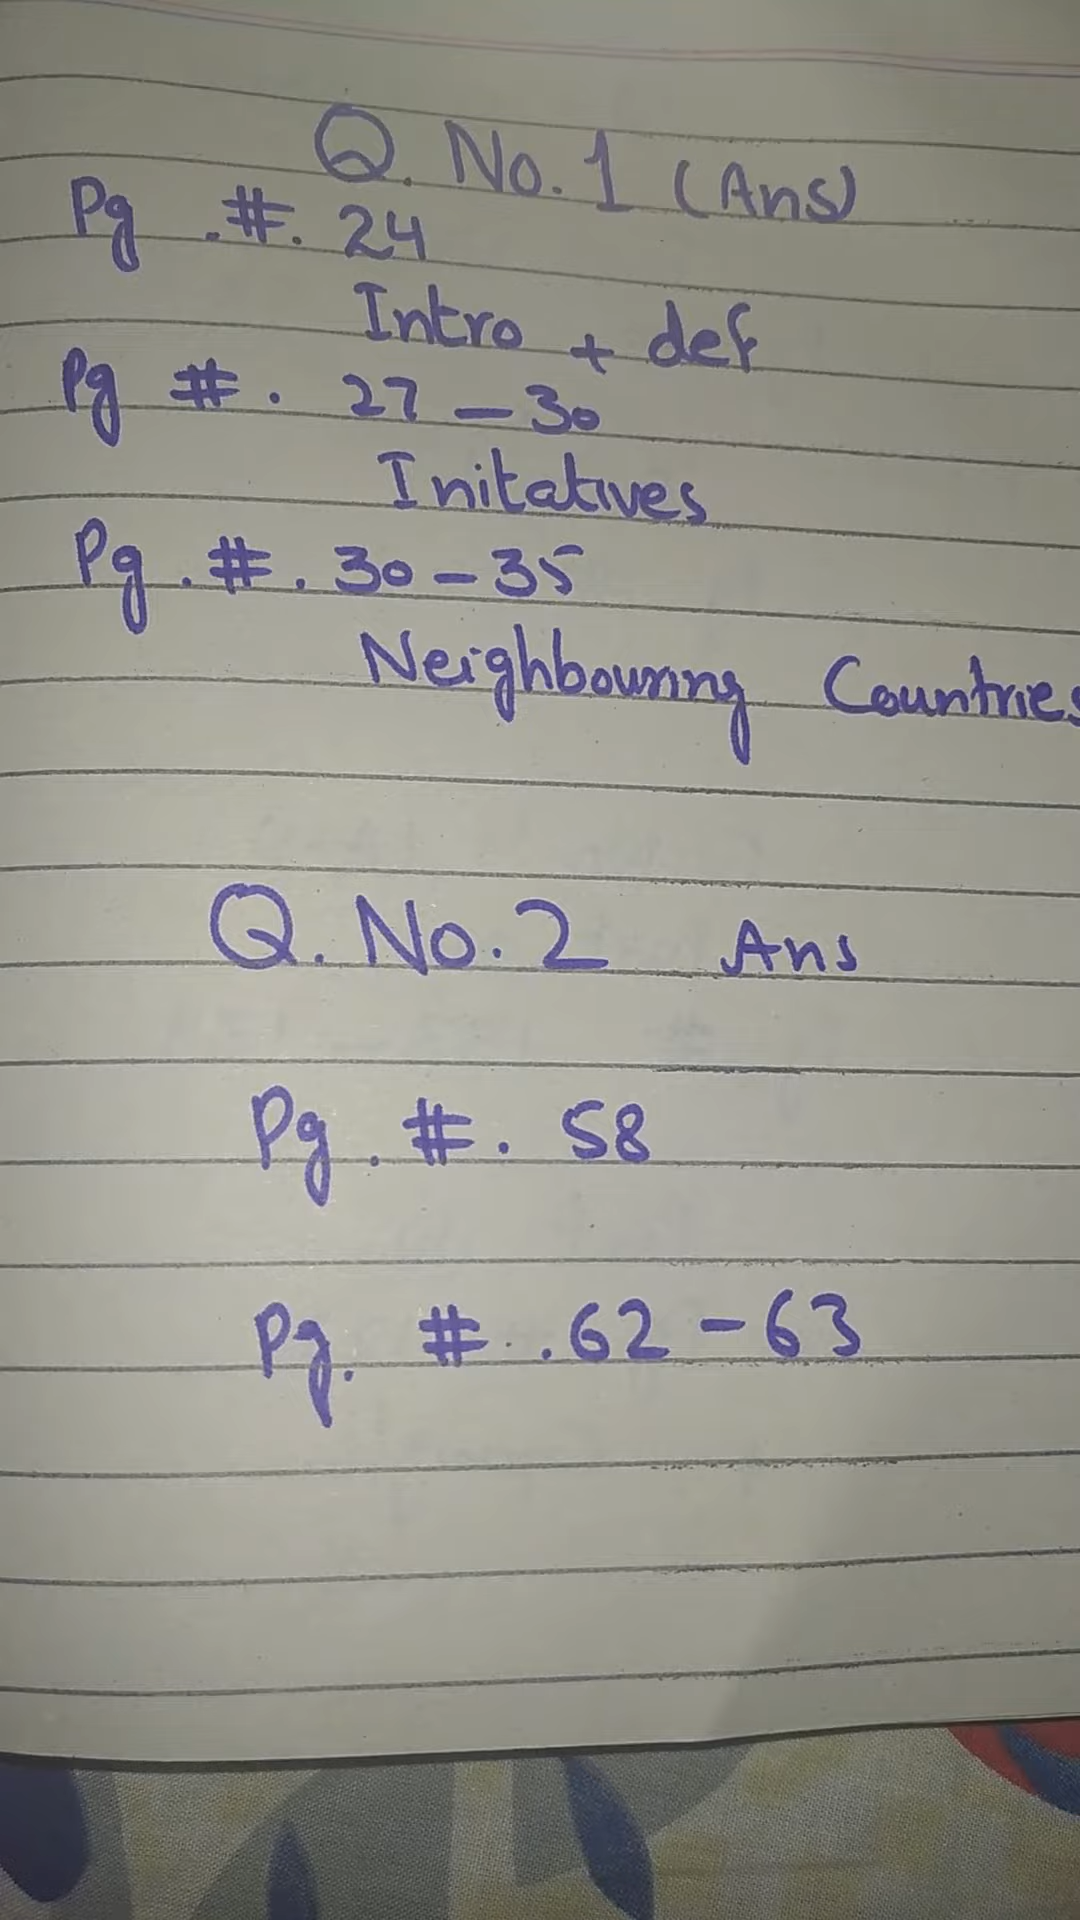 Q. No. 1 (Ans)
Pg .#. 24
Intro + def
Pg #. 27 - 30
Initatives
Pg. #. 30 - 35
Neighbouring Countries
Q. No. 2 Ans
Pg. #. 58
Pg. #. .62 - 63